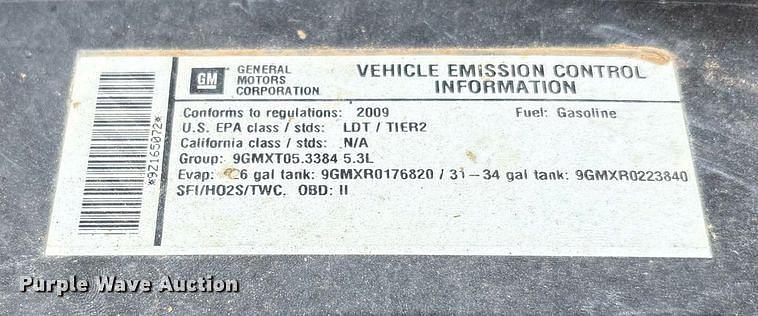 GM
GENERAL
MOTORS
CORPORATION
VEHICLE EMISSION CONTROL
INFORMATION
Conforms to regulations: 2009 Fuel: Gasoline
U.S. EPA class / stds: LDT / TIER2
California class / stds: N/A
Group: 9GMXT05.3384 5.3L
Evap: 6 gal tank: 9GMXR0176820 / 31-34 gal tank: 9GMXR0223840
SFI/HO2S/TWC, OBD: II
*9Z165072*
Purple Wave Auction